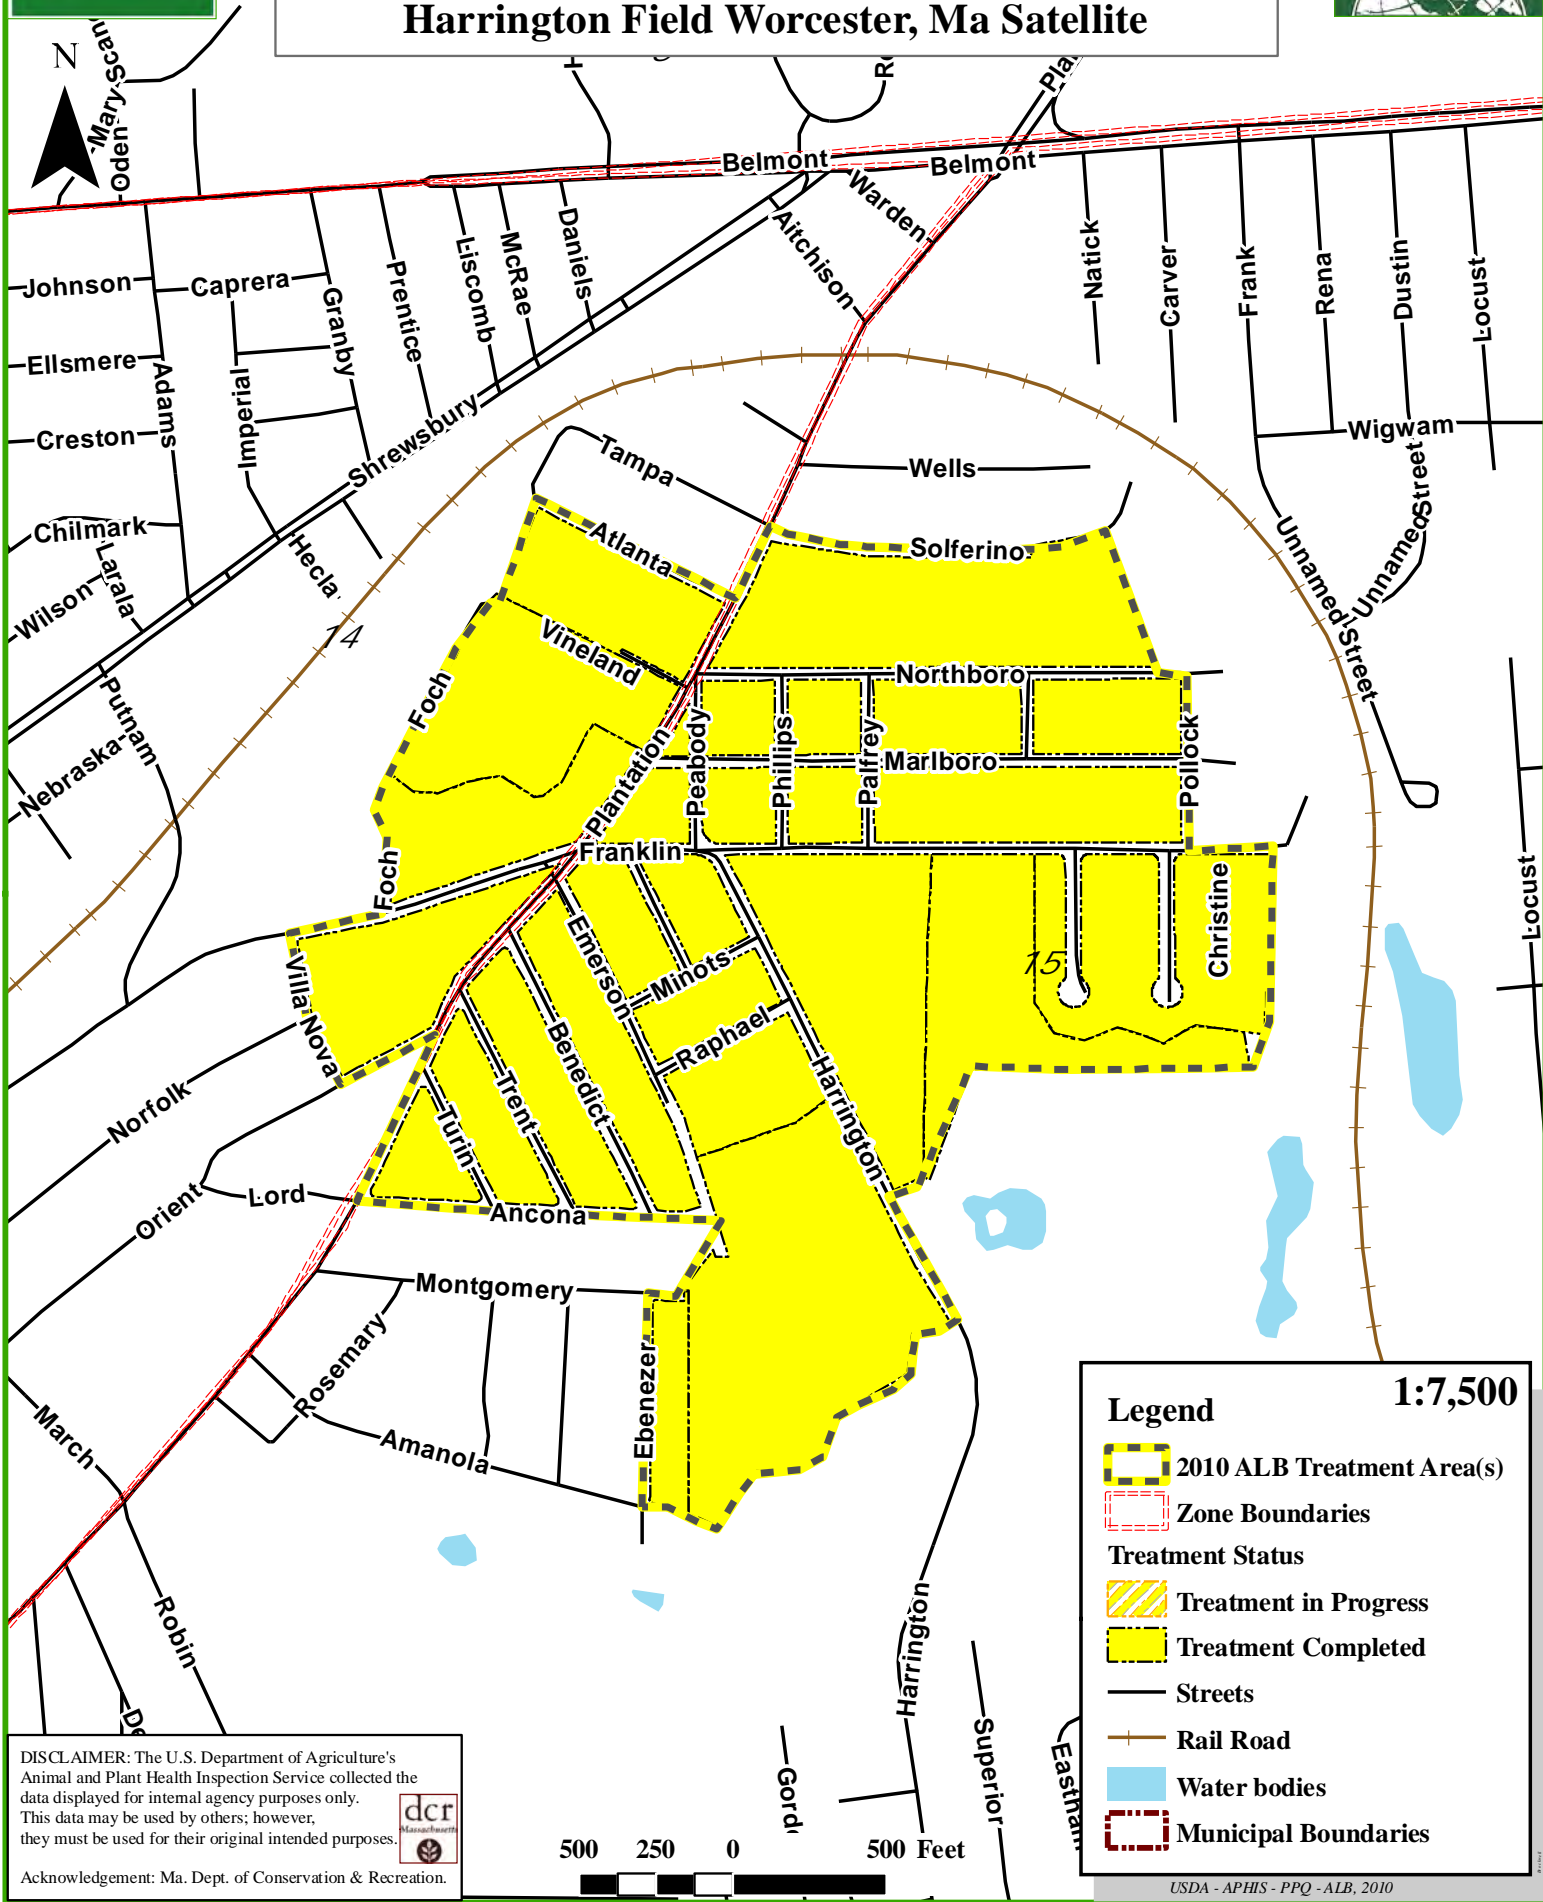 Harrington Field Worcester, Ma Satellite
N
Mary Scan
Oden
H
Ro
Pla
Belmont
Belmont
Warden
Aitchison
Johnson
Caprera
Granby
Prentice
Liscomb
McRae
Daniels
Natick
Carver
Frank
Rena
Dustin
Locust
Ellsmere
Adams
Imperial
Creston
Shrewsbury
Wigwam
Tampa
Wells
Chilmark
Larala
Wilson
Hecla
Atlanta
Solferino
Unnamed Street
Unnamed Street
14
Vineland
Foch
Northboro
Putnam
Nebraska
Plantation
Peabody
Phillips
Palfrey
Marlboro
Pollock
Franklin
Foch
Christine
Locust
Villa Nova
Emerson
Minots
15
Raphael
Benedict
Trent
Turin
Harrington
Norfolk
Orient
Lord
Ancona
Montgomery
Rosemary
Ebenezer
Amanola
March
Robin
De
Harrington
Superior
Gord
Eastham
1:7,500
Legend
2010 ALB Treatment Area(s)
Zone Boundaries
Treatment Status
Treatment in Progress
Treatment Completed
Streets
Rail Road
Water bodies
Municipal Boundaries
DISCLAIMER: The U.S. Department of Agriculture's
Animal and Plant Health Inspection Service collected the
data displayed for internal agency purposes only.
This data may be used by others; however,
they must be used for their original intended purposes.
Acknowledgement: Ma. Dept. of Conservation & Recreation.
dcr
Massachusetts
500 250 0 500 Feet
USDA - APHIS - PPQ - ALB, 2010